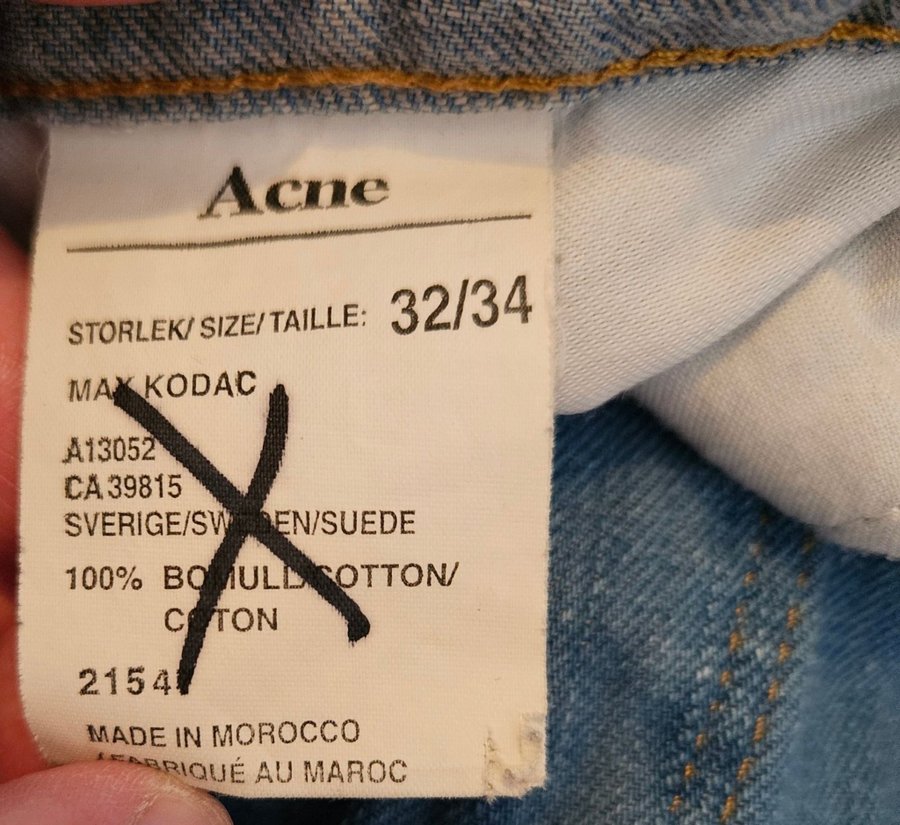 Acne
STORLEK/ SIZE/ TAILLE: 32/34
MAX KODAC
A13052
CA 39815
SVERIGE/SWEDEN/SUEDE
100% BOMULL/COTTON/
COTON
2154
MADE IN MOROCCO
/FABRIQUÉ AU MAROC